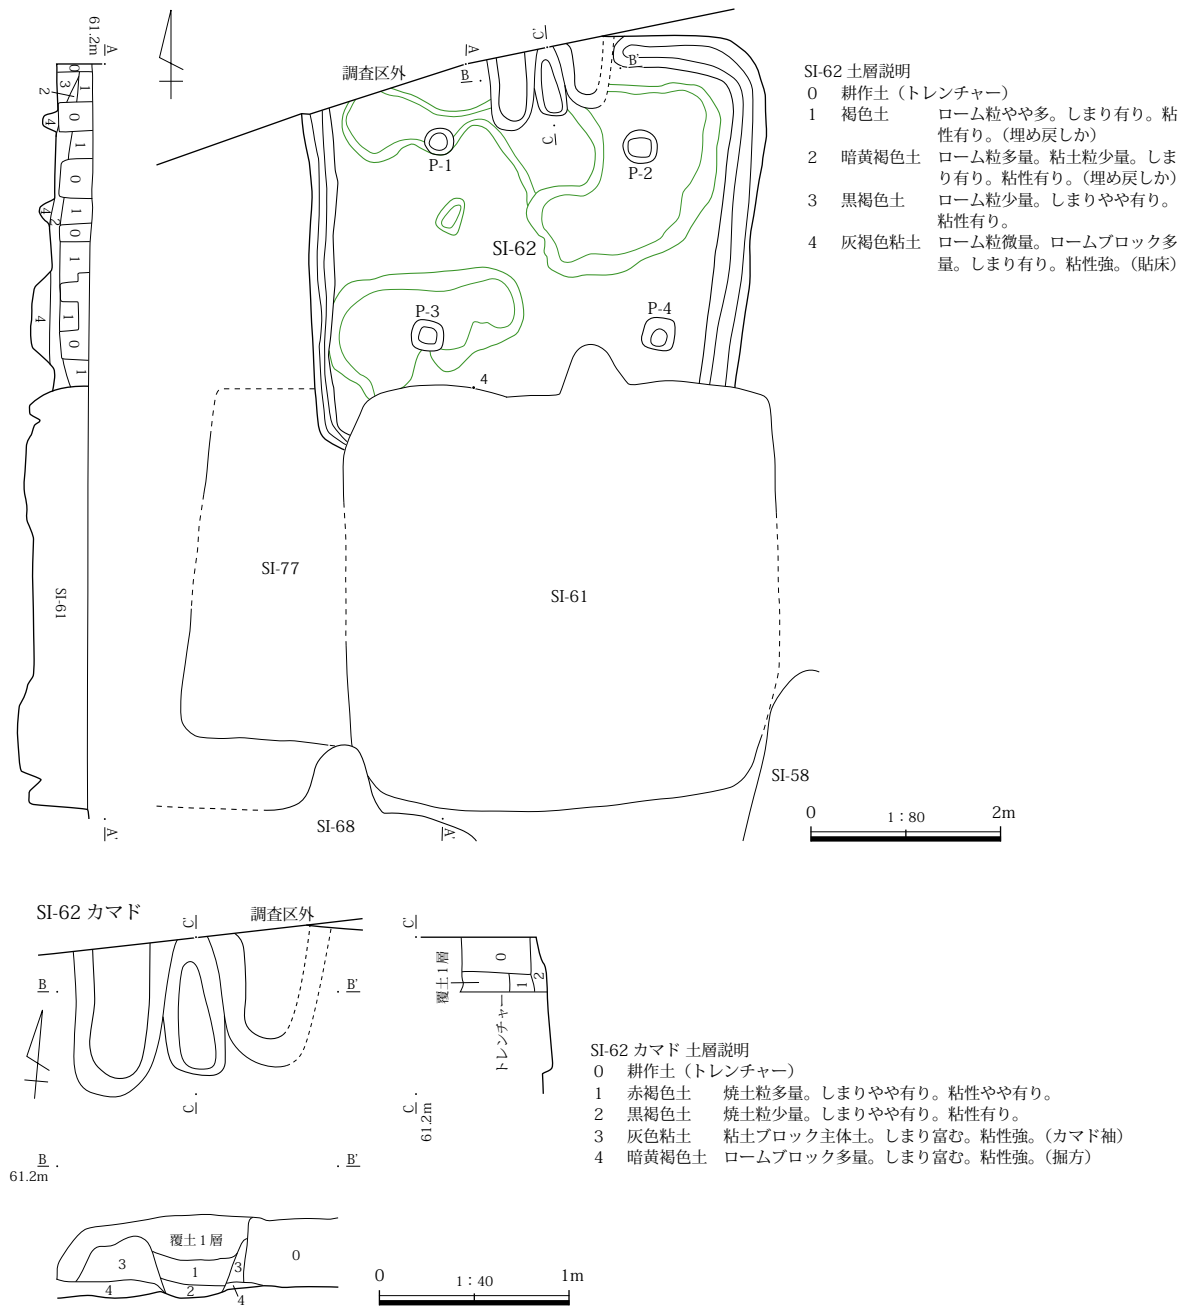 61.2m
A
調査区外
A
B
C'
B'
C
SI-62 土層説明
0 耕作土（トレンチャー）
1 褐色土 ローム粒やや多。しまり有り。粘
性有り。（埋め戻しか）
2 暗黄褐色土 ローム粒多量。粘土粒少量。しま
り有り。粘性有り。（埋め戻しか）
3 黒褐色土 ローム粒少量。しまりやや有り。
粘性有り。
4 灰褐色粘土 ローム粒微量。ロームブロック多
量。しまり有り。粘性強。（貼床）
0
3
1
2
0
4
1
0
4
2
1
0
1
4
1
0
1
SI-61
A'
P-1
P-2
SI-62
P-3
P-4
4
SI-77
SI-61
SI-58
SI-68
A'
0 1：80 2m
SI-62 カマド
調査区外
C'
B
B'
C
B
61.2m
B'
C'
覆土１層
0
1
2
トレンチャー
C
61.2m
SI-62 カマド 土層説明
0 耕作土（トレンチャー）
1 赤褐色土 焼土粒多量。しまりやや有り。粘性やや有り。
2 黒褐色土 焼土粒少量。しまりやや有り。粘性有り。
3 灰色粘土 粘土ブロック主体土。しまり富む。粘性強。（カマド袖）
4 暗黄褐色土 ロームブロック多量。しまり富む。粘性強。（掘方）
覆土１層
0
3
1
3
4
2
4
0 1：40 1m